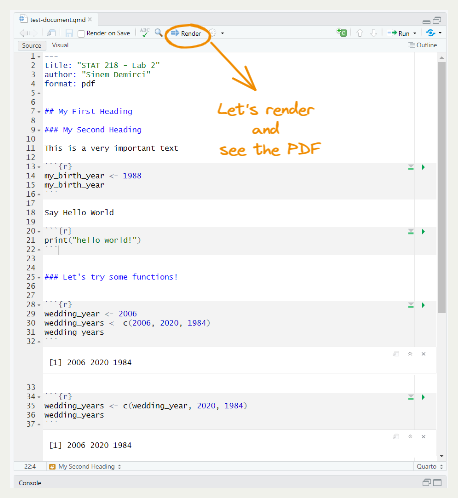 test-document.qmd
Render on Save
ABC
Render
Run
Source Visual
Outline
1 ---
2 title: "STAT 218 - Lab 2"
3 author: "Sinem Demirci"
4 format: pdf
5
6
7 ## My First Heading
8
9 ### My Second Heading
10
11 This is a very important text
12
13 ```{r}
14 my_birth_year <- 1988
15 my_birth_year
16 ```
17
18 Say Hello World
19
20 ```{r}
21 print("hello world!")
22 ```
23
24
25 ### Let's try some functions!
26
27
28 ```{r}
29 wedding_year <- 2006
30 wedding_years <- c(2006, 2020, 1984)
31 wedding_years
32 ```
[1] 2006 2020 1984
33
34 ```{r}
35 wedding_years <- c(wedding_year, 2020, 1984)
36 wedding_years
37 ```
[1] 2006 2020 1984
Let's render
and
see the PDF
22:4 My Second Heading Quarto
Console